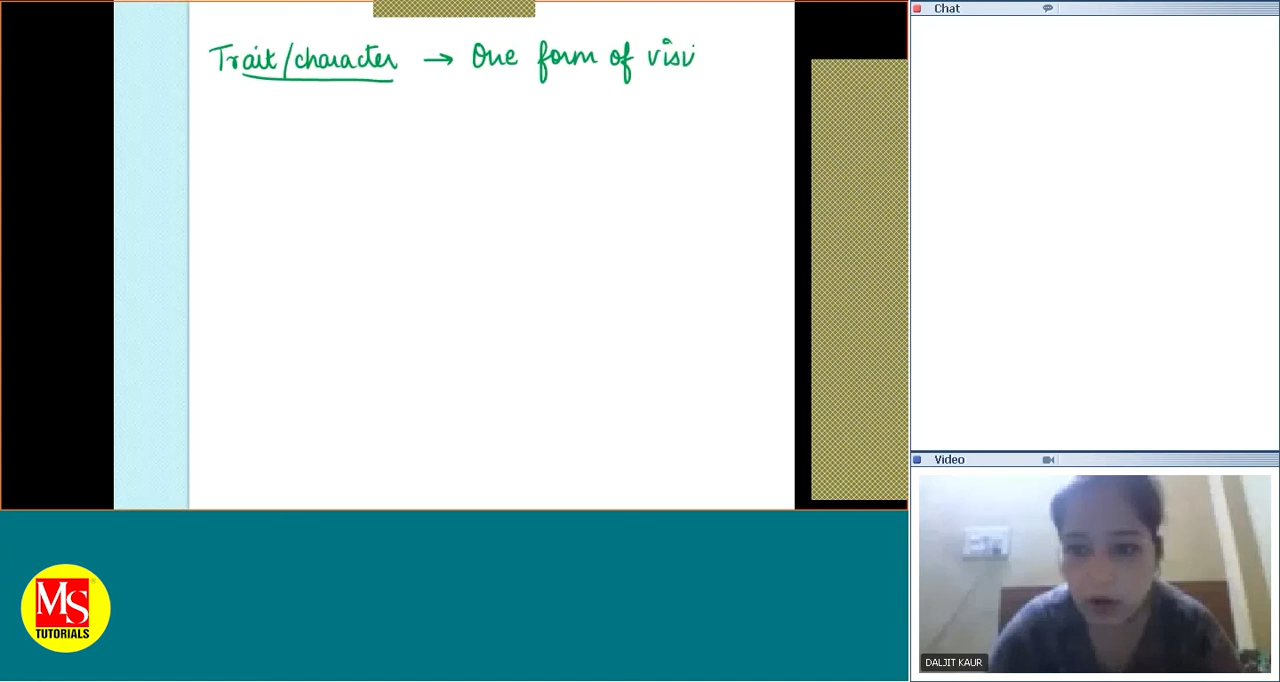 Chat
Trait/character → One form of visi
Video
MS
TUTORIALS
DALJIT KAUR